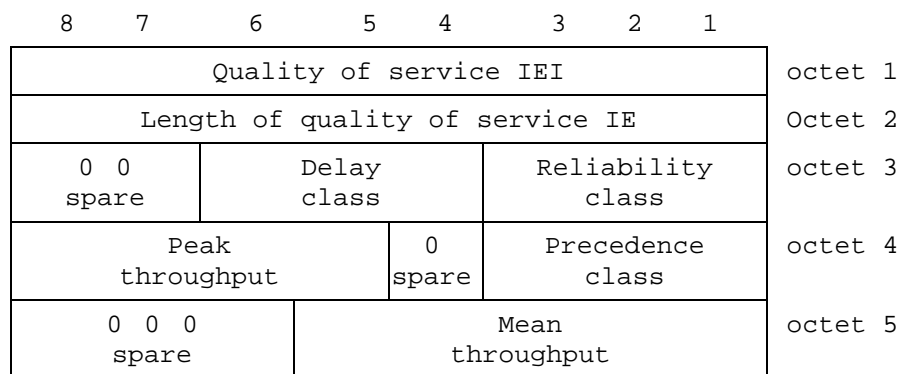 8 7 6 5 4 3 2 1
Quality of service IEI octet 1
Length of quality of service IE Octet 2
0 0 Delay Reliability octet 3
spare class class
Peak 0 Precedence octet 4
throughput spare class
0 0 0 Mean octet 5
spare throughput